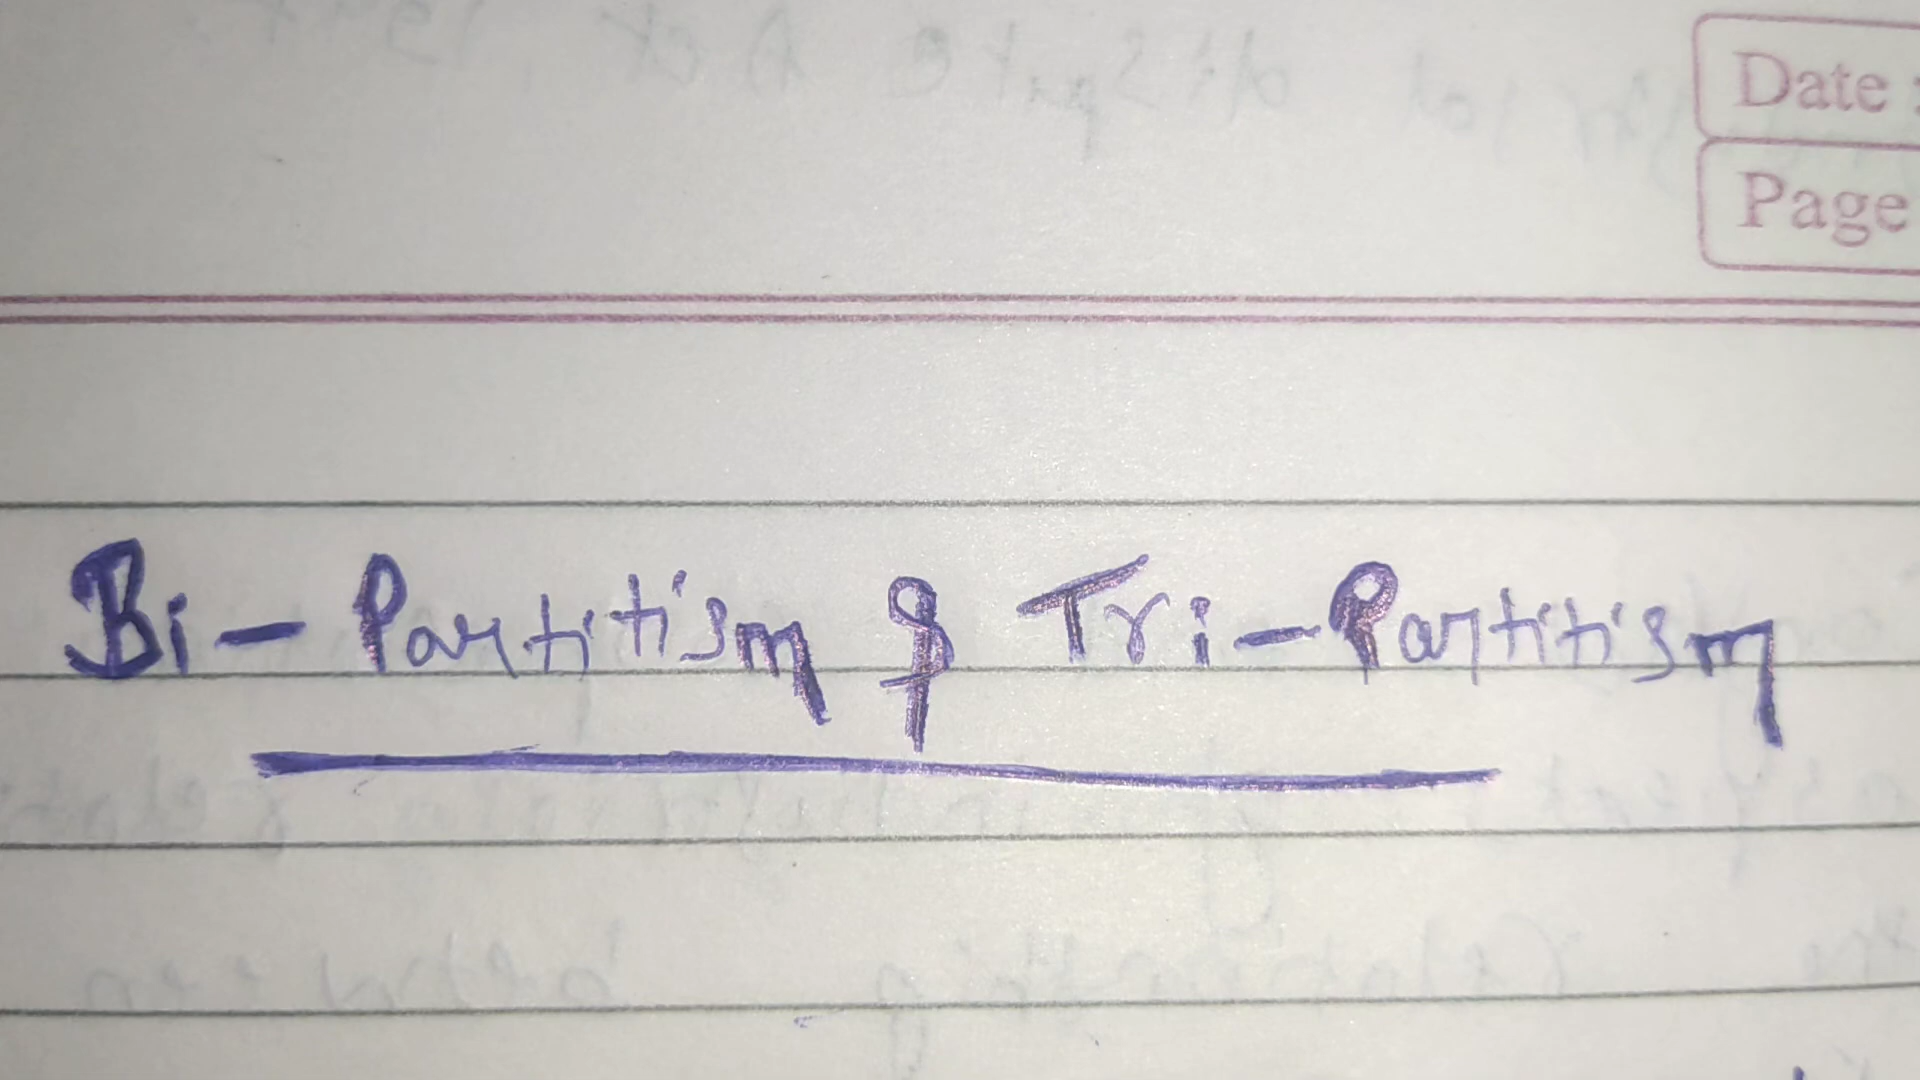 Date :
Page
Bi - Partitism & Tri - Partitism